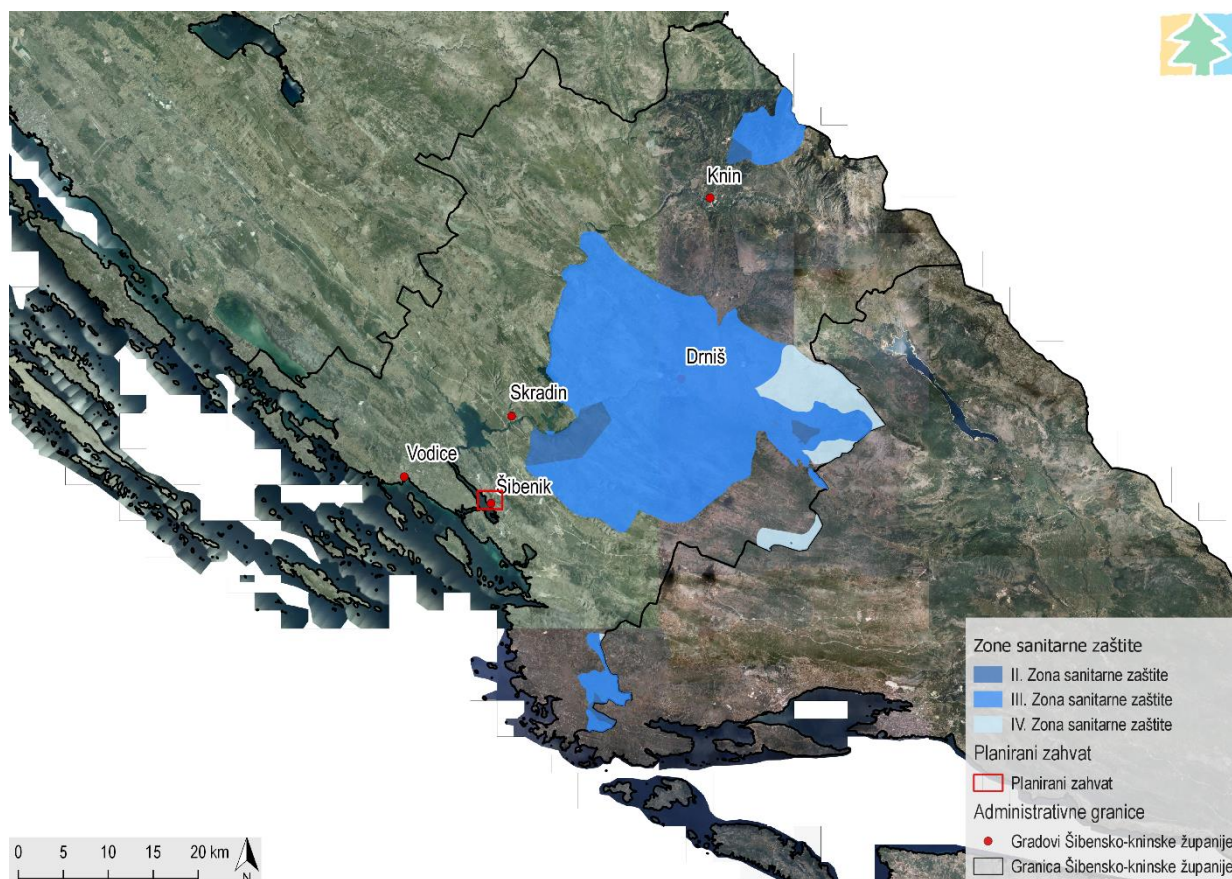 Knin
Drniš
Skradin
Vodice
Šibenik
Zone sanitarne zaštite
II. Zona sanitarne zaštite
III. Zona sanitarne zaštite
IV. Zona sanitarne zaštite
Planirani zahvat
Planirani zahvat
Administrativne granice
Gradovi Šibensko-kninske županije
Granica Šibensko-kninske županije
0 5 10 15 20 km
N